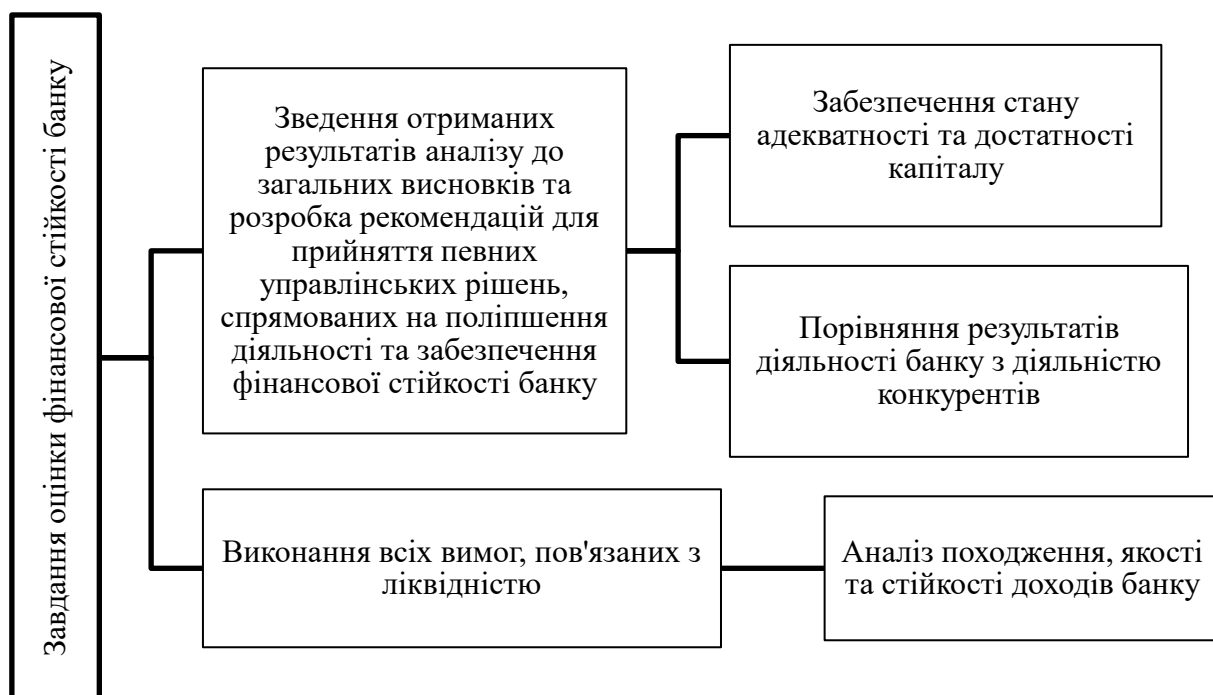 Завдання оцінки фінансової стійкості банку
Зведення отриманих
результатів аналізу до
загальних висновків та
розробка рекомендацій для
прийняття певних
управлінських рішень,
спрямованих на поліпшення
діяльності та забезпечення
фінансової стійкості банку
Забезпечення стану
адекватності та достатності
капіталу
Порівняння результатів
діяльності банку з діяльністю
конкурентів
Виконання всіх вимог, пов'язаних з
ліквідністю
Аналіз походження, якості
та стійкості доходів банку